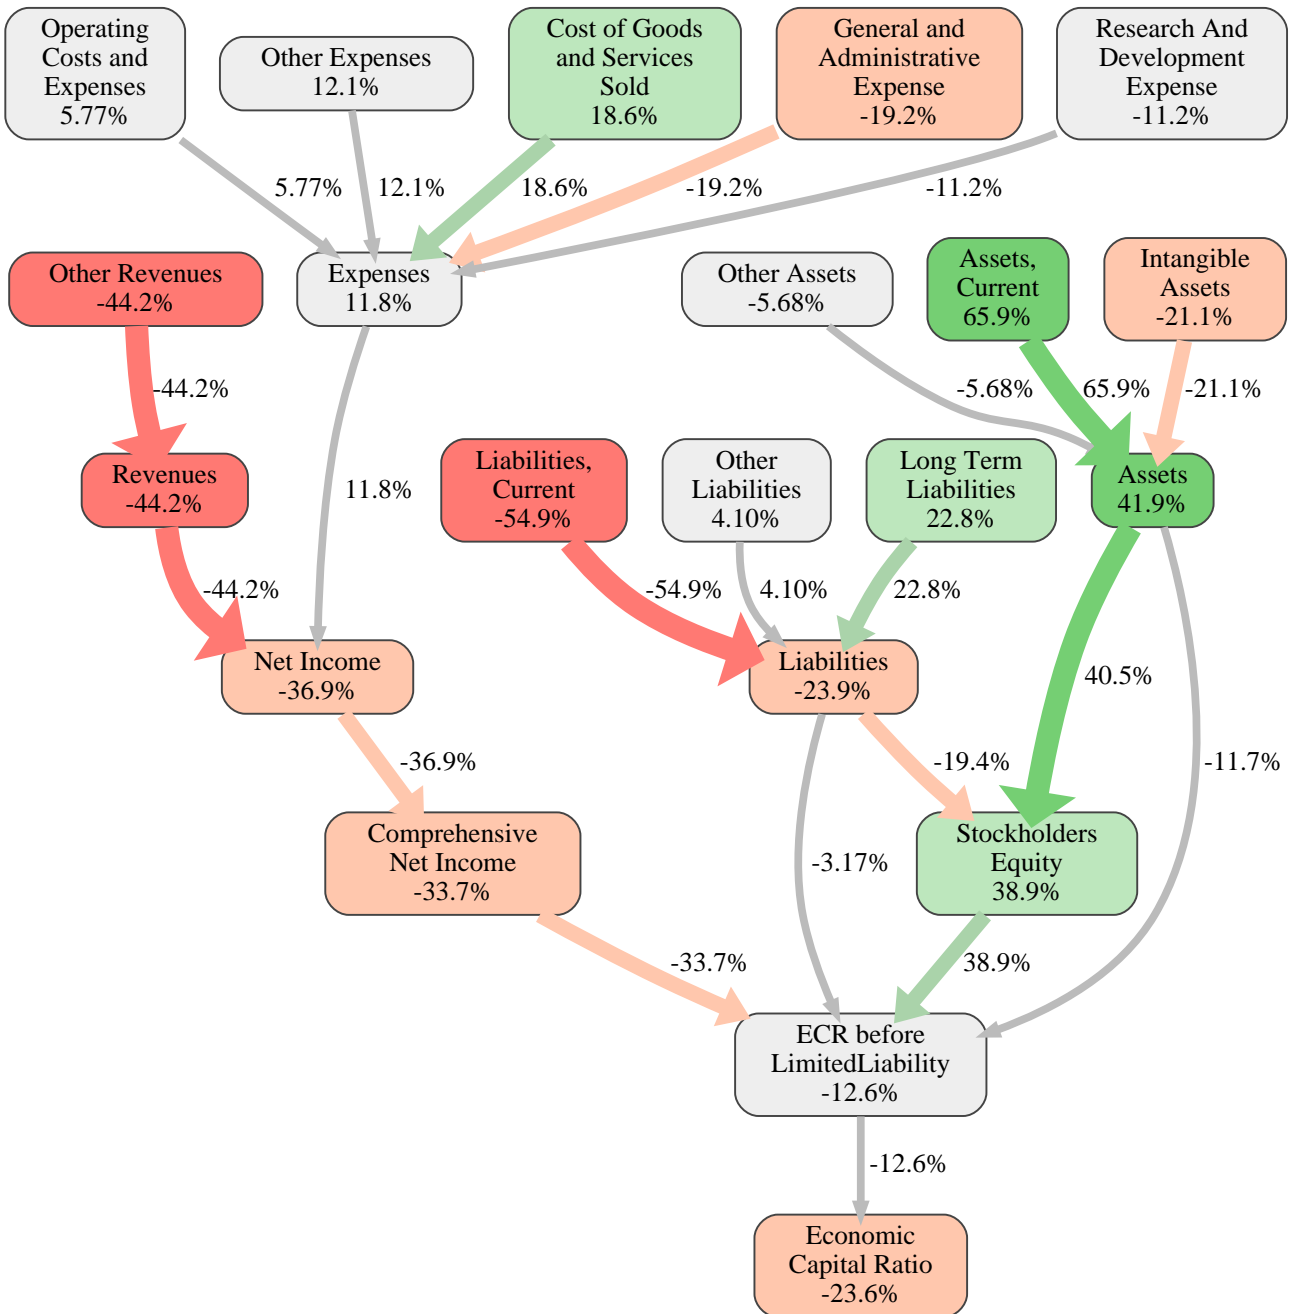 Operating
Costs and
Expenses
5.77%
Other Expenses
12.1%
Cost of Goods
and Services
Sold
18.6%
General and
Administrative
Expense
-19.2%
Research And
Development
Expense
-11.2%
5.77%
12.1%
18.6%
-19.2%
-11.2%
Other Revenues
-44.2%
Expenses
11.8%
Other Assets
-5.68%
Assets,
Current
65.9%
Intangible
Assets
-21.1%
-44.2%
-5.68%
65.9%
-21.1%
Revenues
-44.2%
11.8%
Liabilities,
Current
-54.9%
Other
Liabilities
4.10%
Long Term
Liabilities
22.8%
Assets
41.9%
-44.2%
-54.9%
4.10%
22.8%
Net Income
-36.9%
Liabilities
-23.9%
40.5%
-36.9%
-19.4%
-11.7%
Comprehensive
Net Income
-33.7%
-3.17%
Stockholders
Equity
38.9%
-33.7%
38.9%
ECR before
LimitedLiability
-12.6%
-12.6%
Economic
Capital Ratio
-23.6%